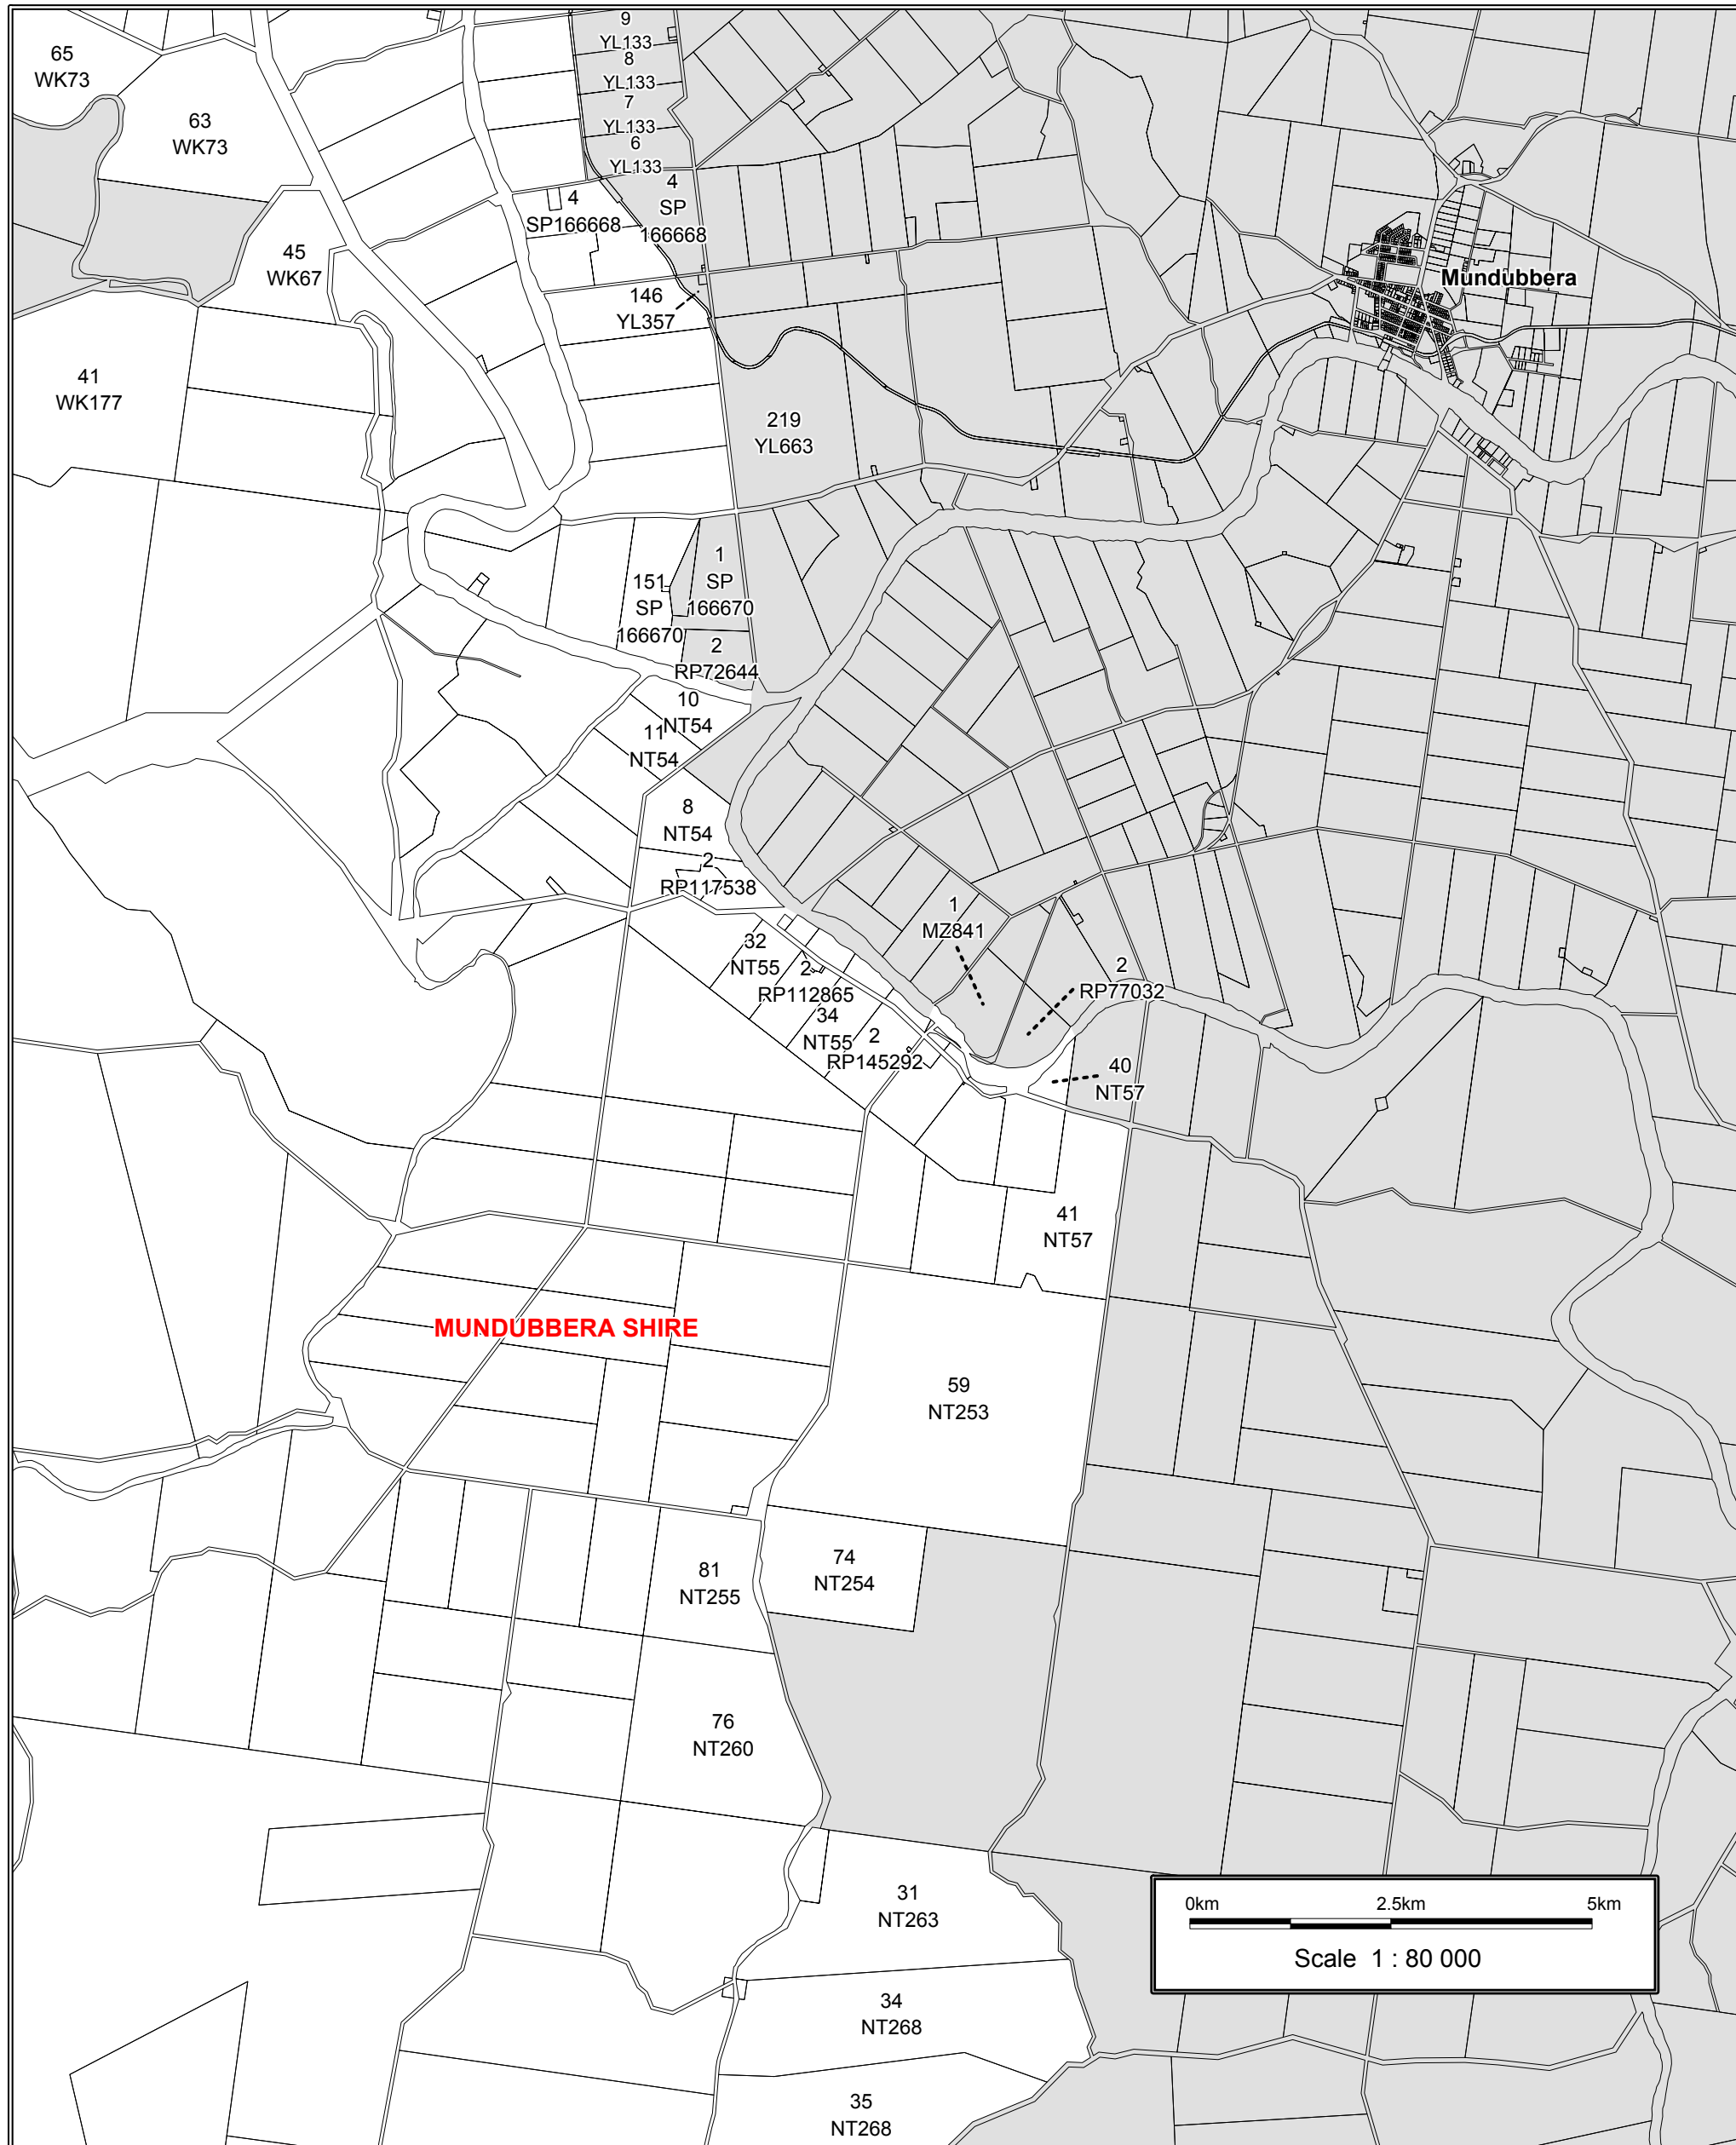 9
YL133
8
YL133
7
YL133
6
YL133
4
SP
166668
65
WK73
63
WK73
4
SP166668
45
WK67
146
YL357
Mundubbera
41
WK177
219
YL663
1
SP
166670
151
SP
166670
2
RP72644
10
NT54
11
NT54
8
NT54
2
RP117538
1
MZ841
32
NT55
2
RP112865
34
NT55
2
RP145292
2
RP77032
40
NT57
41
NT57
MUNDUBBERA SHIRE
59
NT253
81
NT255
74
NT254
76
NT260
31
NT263
0km 2.5km 5km
Scale 1 : 80 000
34
NT268
35
NT268